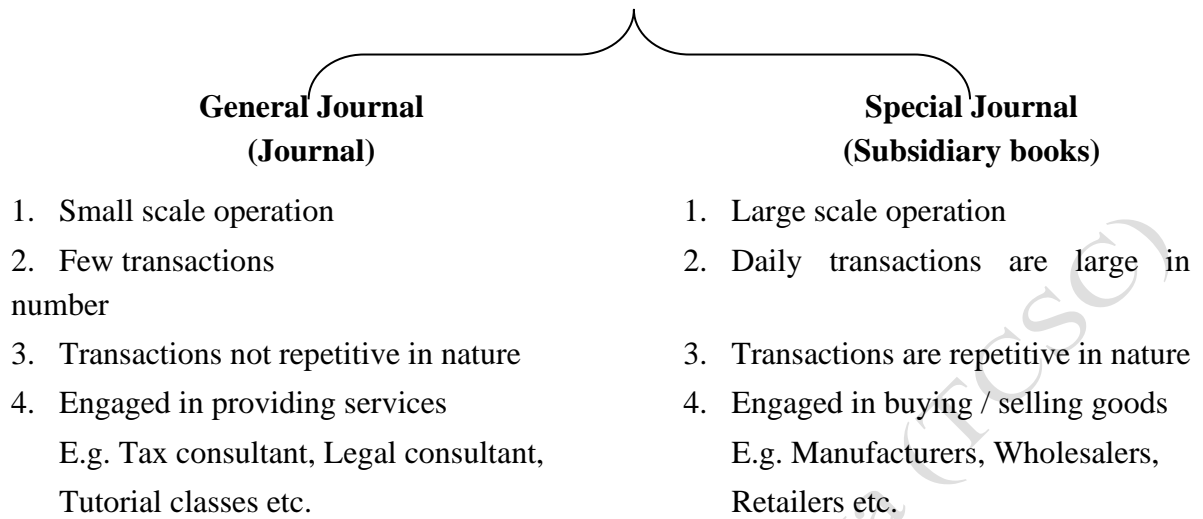 General Journal
(Journal)
1. Small scale operation
2. Few transactions
number
3. Transactions not repetitive in nature
4. Engaged in providing services
E.g. Tax consultant, Legal consultant,
Tutorial classes etc.
Special Journal
(Subsidiary books)
1. Large scale operation
2. Daily transactions are large in
3. Transactions are repetitive in nature
4. Engaged in buying / selling goods
E.g. Manufacturers, Wholesalers,
Retailers etc.
(TCSC)